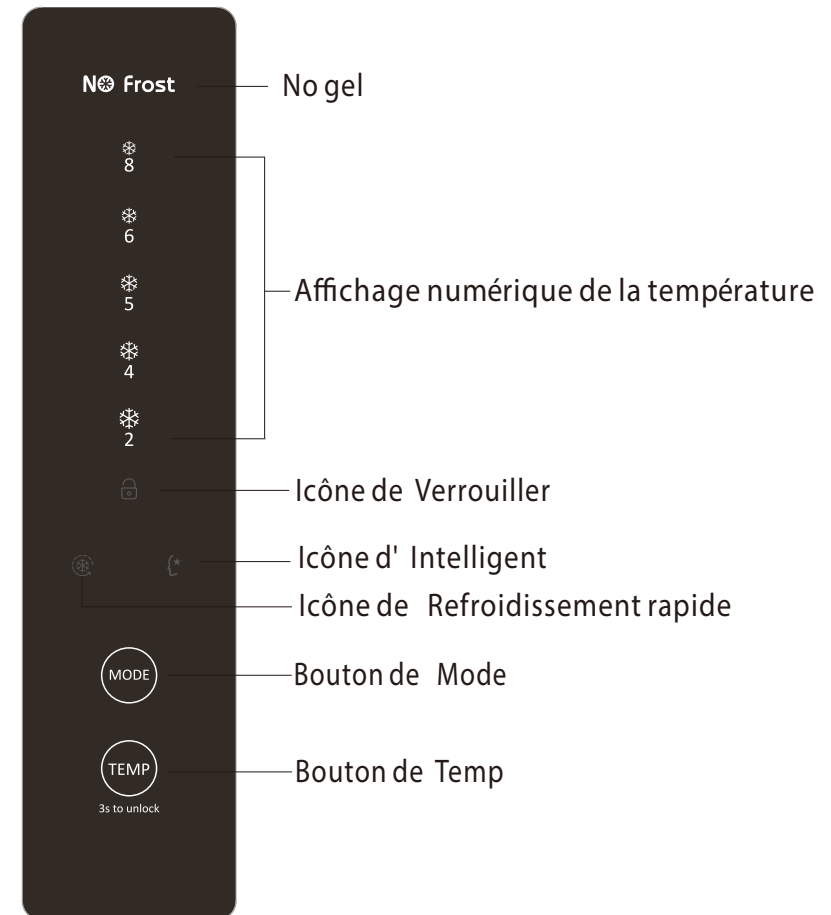 No Frost
No gel
8
6
5
Affichage numérique de la température
4
2
Icône de Verrouiller
Icône d' Intelligent
Icône de Refroidissement rapide
MODE
Bouton de Mode
TEMP
Bouton de Temp
3s to unlock